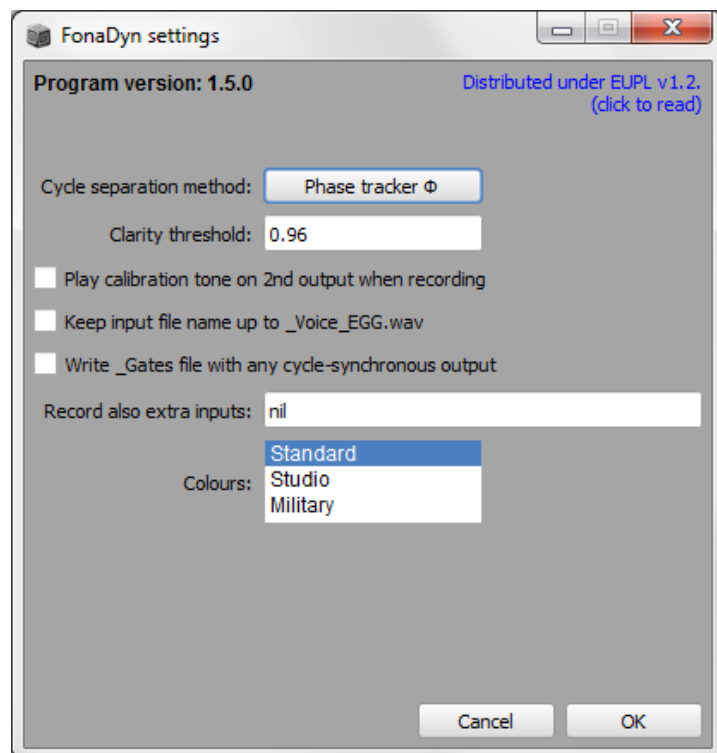 FonaDyn settings
Program version: 1.5.0
Distributed under EUPL v1.2.
(click to read)
Cycle separation method:
Phase tracker Φ
Clarity threshold:
0.96
Play calibration tone on 2nd output when recording
Keep input file name up to _Voice_EGG.wav
Write _Gates file with any cycle-synchronous output
Record also extra inputs:
nil
Colours:
Standard
Studio
Military
Cancel
OK